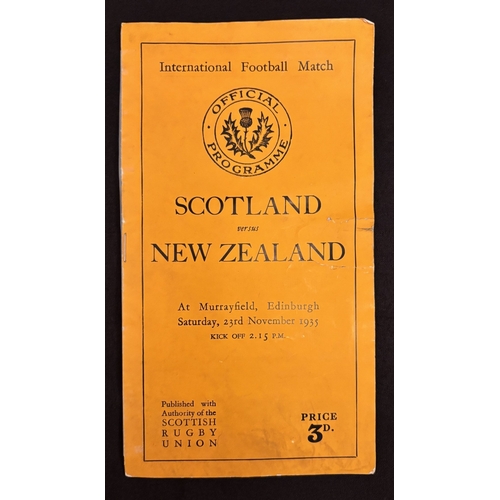 International Football Match
OFFICIAL
PROGRAMME
SCOTLAND
versus
NEW ZEALAND
At Murrayfield, Edinburgh
Saturday, 23rd November 1935
KICK OFF 2.15 P.M.
Published with
Authority of the
SCOTTISH
RUGBY
UNION
PRICE
3D.